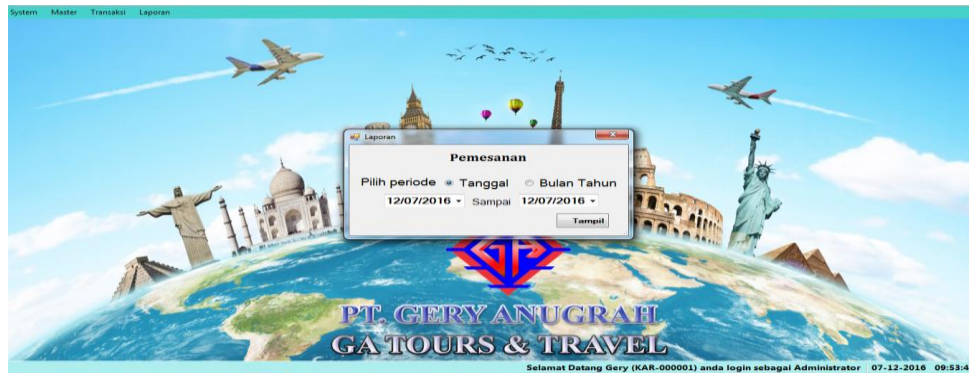 System Master Transaksi Laporan
Laporan
Pemesanan
Pilih periode Tanggal Bulan Tahun
12/07/2016 Sampai 12/07/2016
Tampil
PT. GERY ANUGRAH
GA TOURS & TRAVEL
Selamat Datang Gery (KAR-000001) anda login sebagai Administrator 07-12-2016